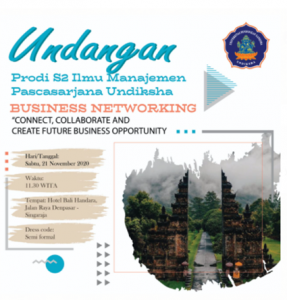 Undangan
Prodi S2 Ilmu Manajemen
Pascasarjana Undiksha
BUSINESS NETWORKING
"CONNECT, COLLABORATE AND
CREATE FUTURE BUSINESS OPPORTUNITY
Hari/Tanggal:
Sabtu, 21 November 2020
Waktu:
11.30 WITA
Tempat: Hotel Bali Handara,
Jalan Raya Denpasar -
Singaraja
Dress code:
Semi formal